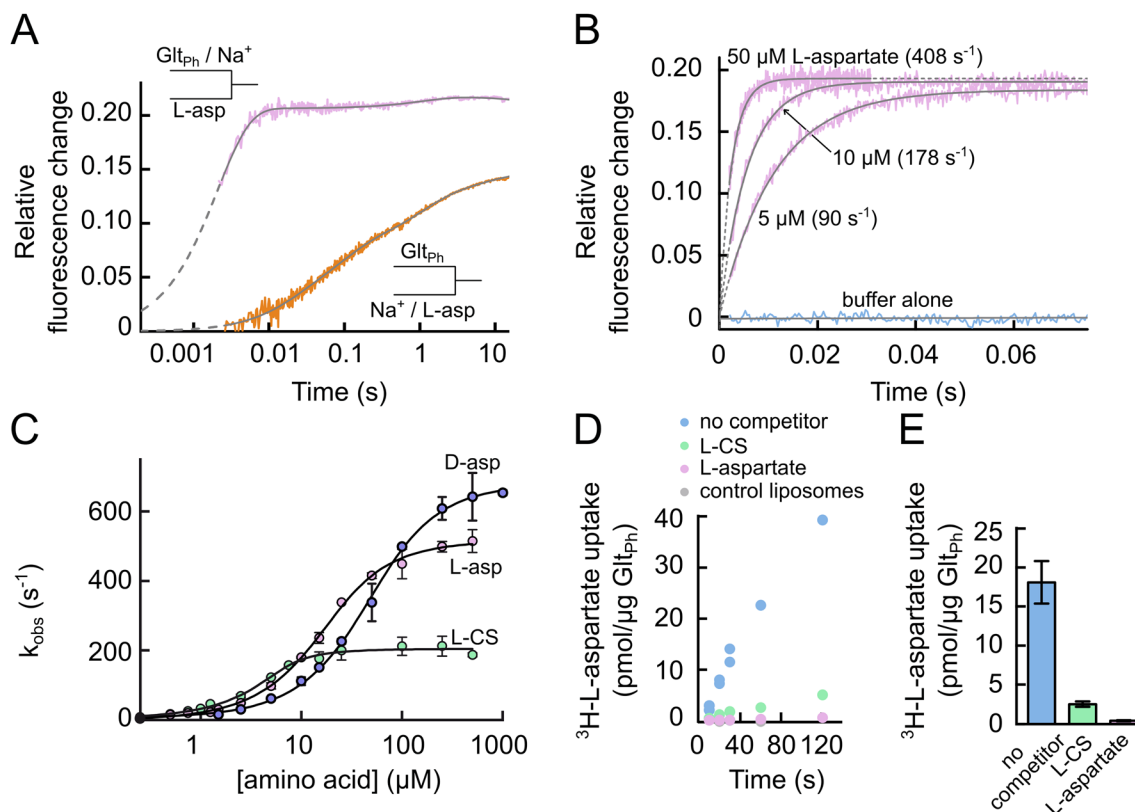 A
Glt_Ph / Na⁺
L-asp
Relative
fluorescence change
0.20
0.15
0.10
0.05
0
Glt_Ph
Na⁺ / L-asp
0.001
0.01
0.1
1
10
Time (s)
B
50 µM L-aspartate (408 s⁻¹)
10 µM (178 s⁻¹)
5 µM (90 s⁻¹)
buffer alone
Relative
fluorescence change
0.20
0.15
0.10
0.05
0
0
0.02
0.04
0.06
Time (s)
C
D-asp
L-asp
L-CS
k_obs (s⁻¹)
600
400
200
0
1
10
100
1000
[amino acid] (µM)
D
no competitor
L-CS
L-aspartate
control liposomes
³H-L-aspartate uptake
(pmol/µg Glt_Ph)
40
30
20
10
0
0
40
80
120
Time (s)
E
³H-L-aspartate uptake
(pmol/µg Glt_Ph)
25
20
15
10
5
0
no
competitor
L-CS
L-aspartate